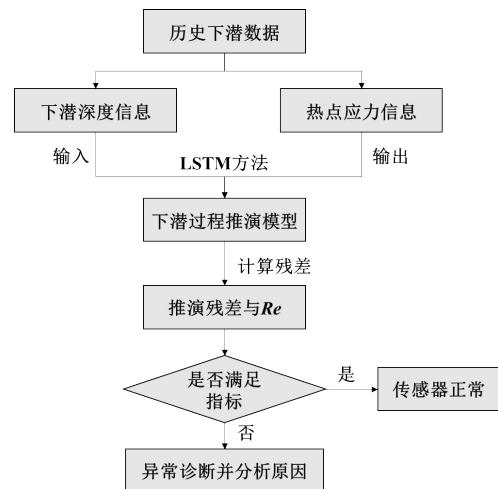 历史下潜数据
下潜深度信息
热点应力信息
输入
LSTM方法
输出
下潜过程推演模型
计算残差
推演残差与Re
是否满足
指标
是
传感器正常
否
异常诊断并分析原因